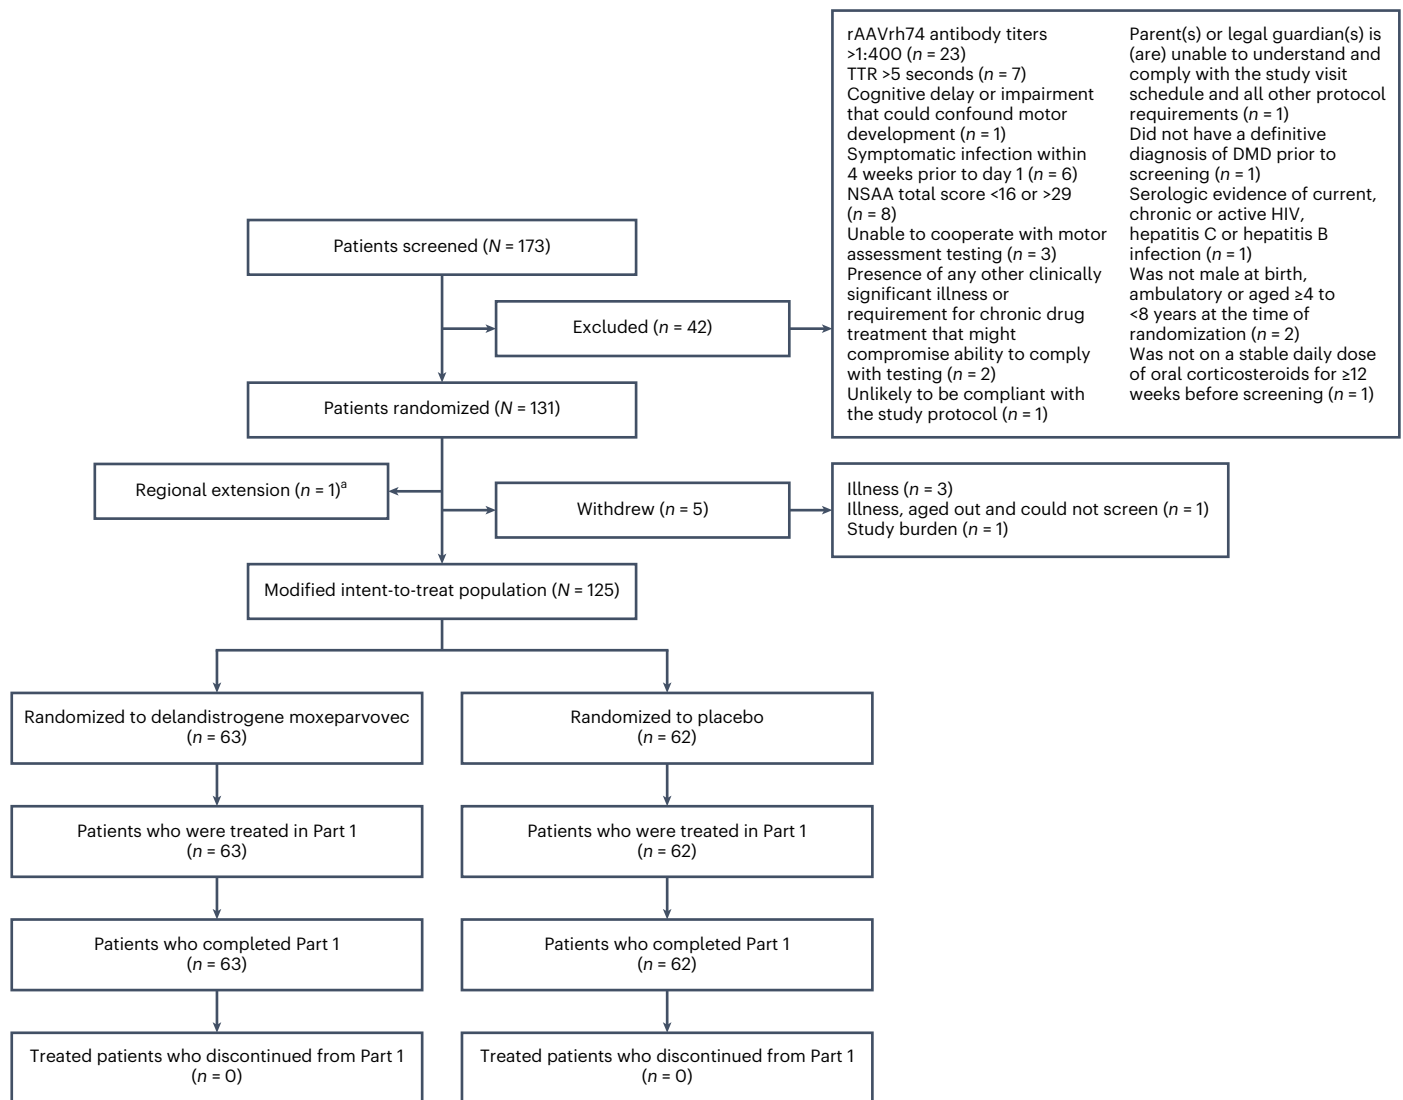 Patients screened (N = 173)
Excluded (n = 42)
rAAVrh74 antibody titers
>1:400 (n = 23)
TTR >5 seconds (n = 7)
Cognitive delay or impairment
that could confound motor
development (n = 1)
Symptomatic infection within
4 weeks prior to day 1 (n = 6)
NSAA total score <16 or >29
(n = 8)
Unable to cooperate with motor
assessment testing (n = 3)
Presence of any other clinically
significant illness or
requirement for chronic drug
treatment that might
compromise ability to comply
with testing (n = 2)
Unlikely to be compliant with
the study protocol (n = 1)
Parent(s) or legal guardian(s) is
(are) unable to understand and
comply with the study visit
schedule and all other protocol
requirements (n = 1)
Did not have a definitive
diagnosis of DMD prior to
screening (n = 1)
Serologic evidence of current,
chronic or active HIV,
hepatitis C or hepatitis B
infection (n = 1)
Was not male at birth,
ambulatory or aged ≥4 to
<8 years at the time of
randomization (n = 2)
Was not on a stable daily dose
of oral corticosteroids for ≥12
weeks before screening (n = 1)
Patients randomized (N = 131)
Regional extension (n = 1)ᵃ
Withdrew (n = 5)
Illness (n = 3)
Illness, aged out and could not screen (n = 1)
Study burden (n = 1)
Modified intent-to-treat population (N = 125)
Randomized to delandistrogene moxeparvovec
(n = 63)
Randomized to placebo
(n = 62)
Patients who were treated in Part 1
(n = 63)
Patients who were treated in Part 1
(n = 62)
Patients who completed Part 1
(n = 63)
Patients who completed Part 1
(n = 62)
Treated patients who discontinued from Part 1
(n = 0)
Treated patients who discontinued from Part 1
(n = 0)